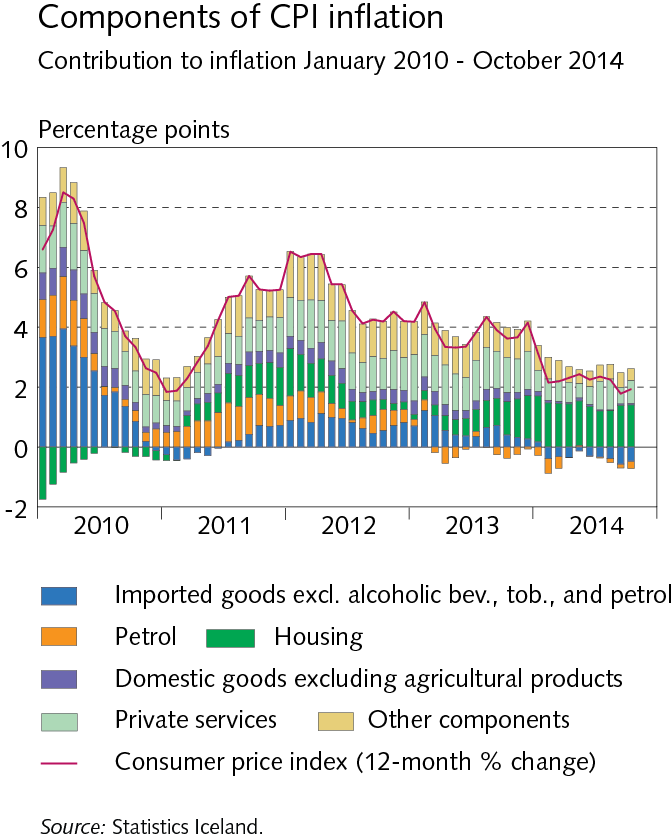 Components of CPI inflation
Contribution to inflation January 2010 - October 2014
Percentage points
10
8
6
4
2
0
-2
2010 2011 2012 2013 2014
Imported goods excl. alcoholic bev., tob., and petrol
Petrol Housing
Domestic goods excluding agricultural products
Private services Other components
Consumer price index (12-month % change)
Source: Statistics Iceland.